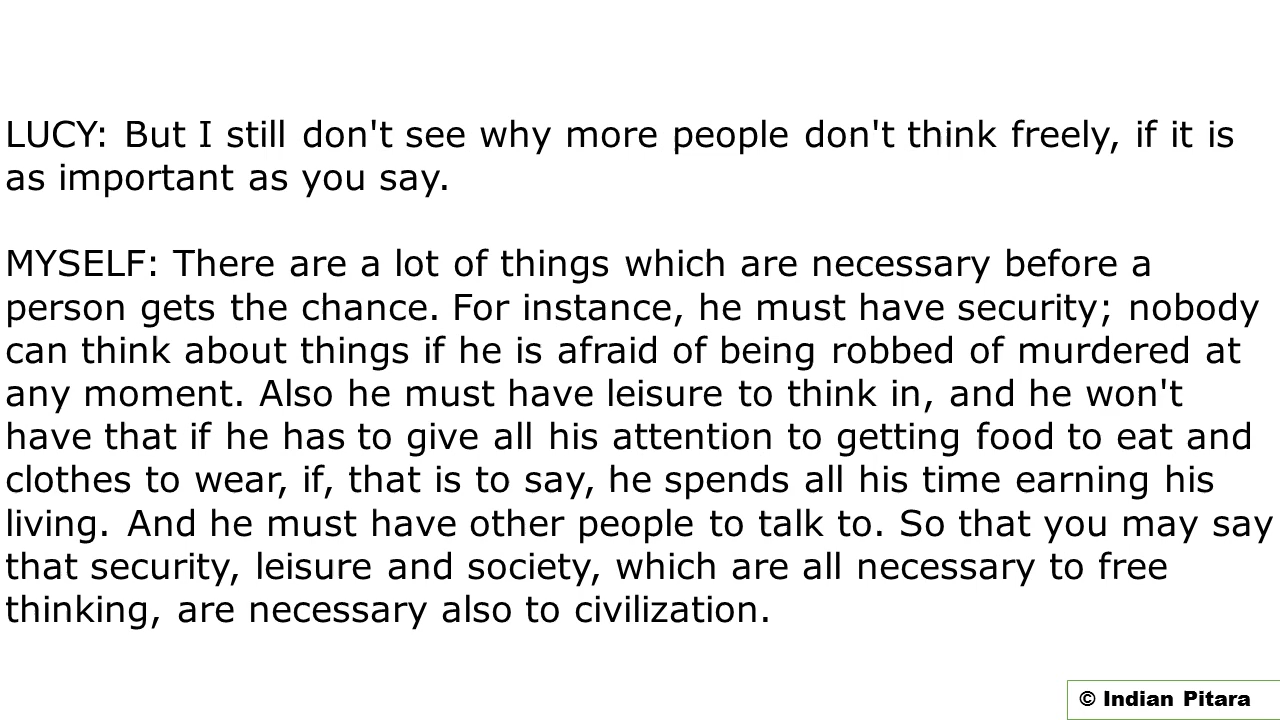 LUCY: But I still don't see why more people don't think freely, if it is
as important as you say.
MYSELF: There are a lot of things which are necessary before a
person gets the chance. For instance, he must have security; nobody
can think about things if he is afraid of being robbed of murdered at
any moment. Also he must have leisure to think in, and he won't
have that if he has to give all his attention to getting food to eat and
clothes to wear, if, that is to say, he spends all his time earning his
living. And he must have other people to talk to. So that you may say
that security, leisure and society, which are all necessary to free
thinking, are necessary also to civilization.
© Indian Pitara